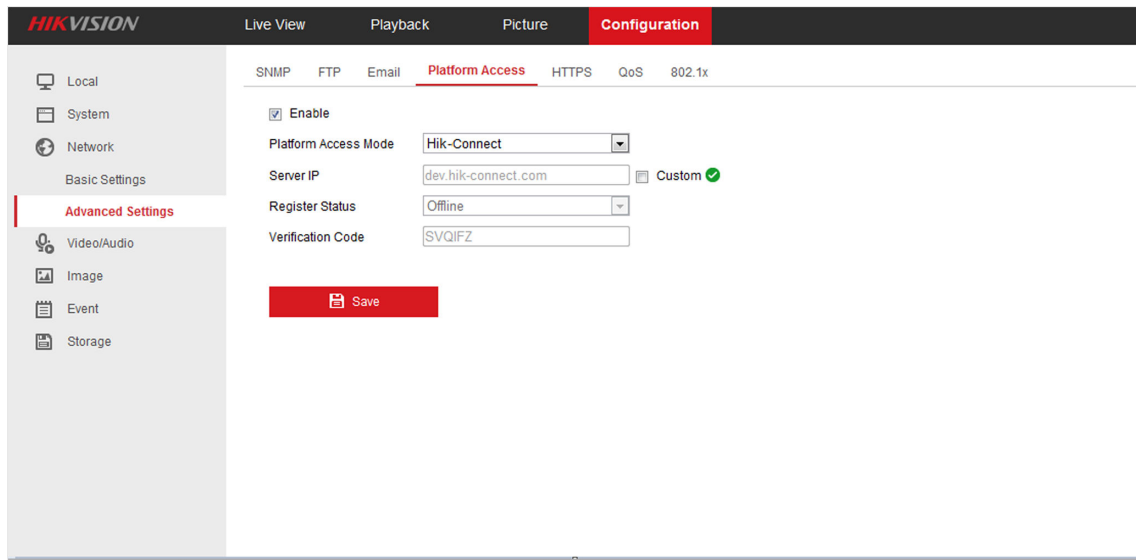 HIKVISION Live View Playback Picture Configuration
SNMP FTP Email Platform Access HTTPS QoS 802.1x
Local
System
Network
Basic Settings
Advanced Settings
Video/Audio
Image
Event
Storage
Enable
Platform Access Mode Hik-Connect
Server IP dev.hik-connect.com Custom
Register Status Offline
Verification Code SVQIFZ
Save